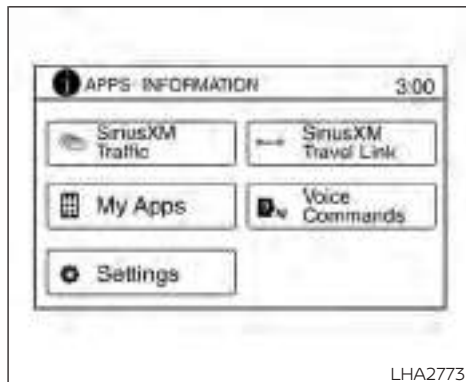 APPS · INFORMATION 3:00
SiriusXM
Traffic
SiriusXM
Travel Link
My Apps
Voice
Commands
Settings
LHA2773